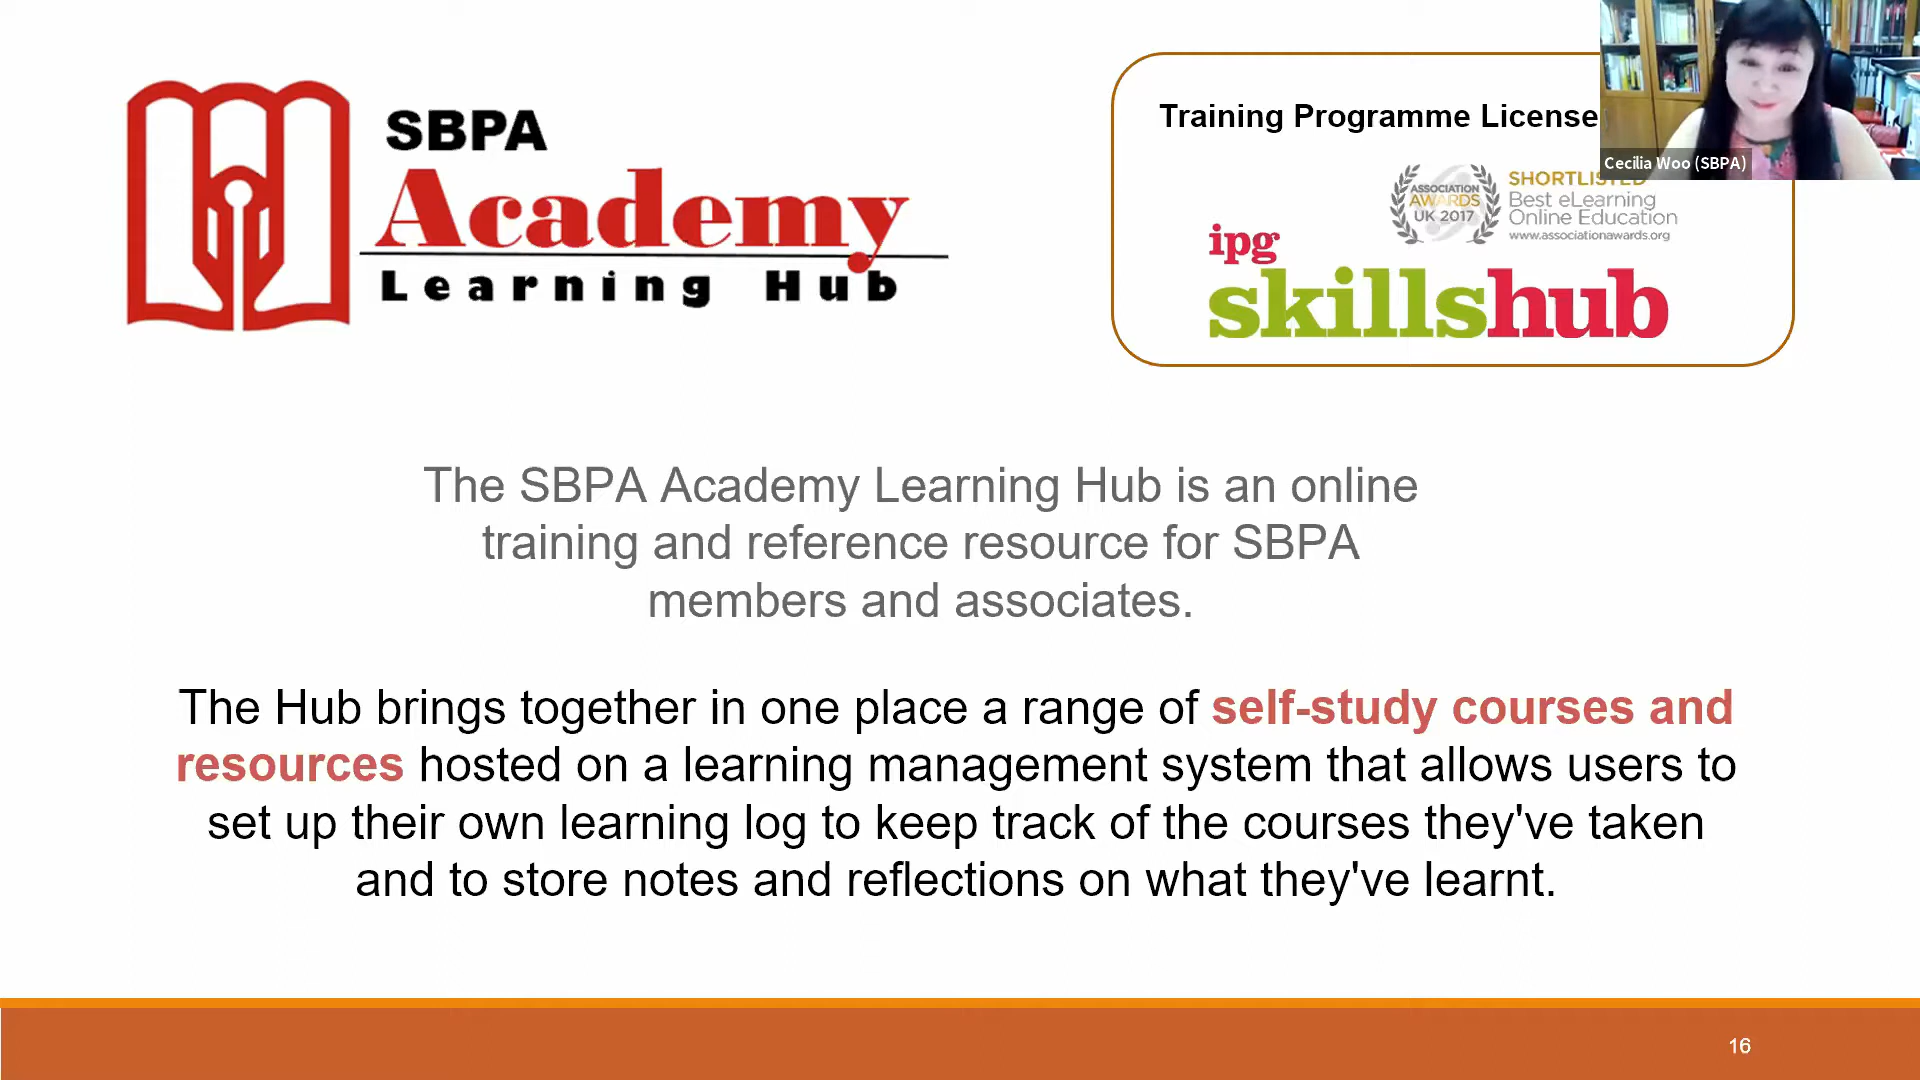 SBPA
Academy
Learning Hub
Training Programme License
Cecilia Woo (SBPA)
ASSOCIATION
AWARDS
UK 2017
SHORTLISTED
Best eLearning
Online Education
www.associationawards.org
ipg
skillshub
The SBPA Academy Learning Hub is an online
training and reference resource for SBPA
members and associates.
The Hub brings together in one place a range of self-study courses and
resources hosted on a learning management system that allows users to
set up their own learning log to keep track of the courses they've taken
and to store notes and reflections on what they've learnt.
16